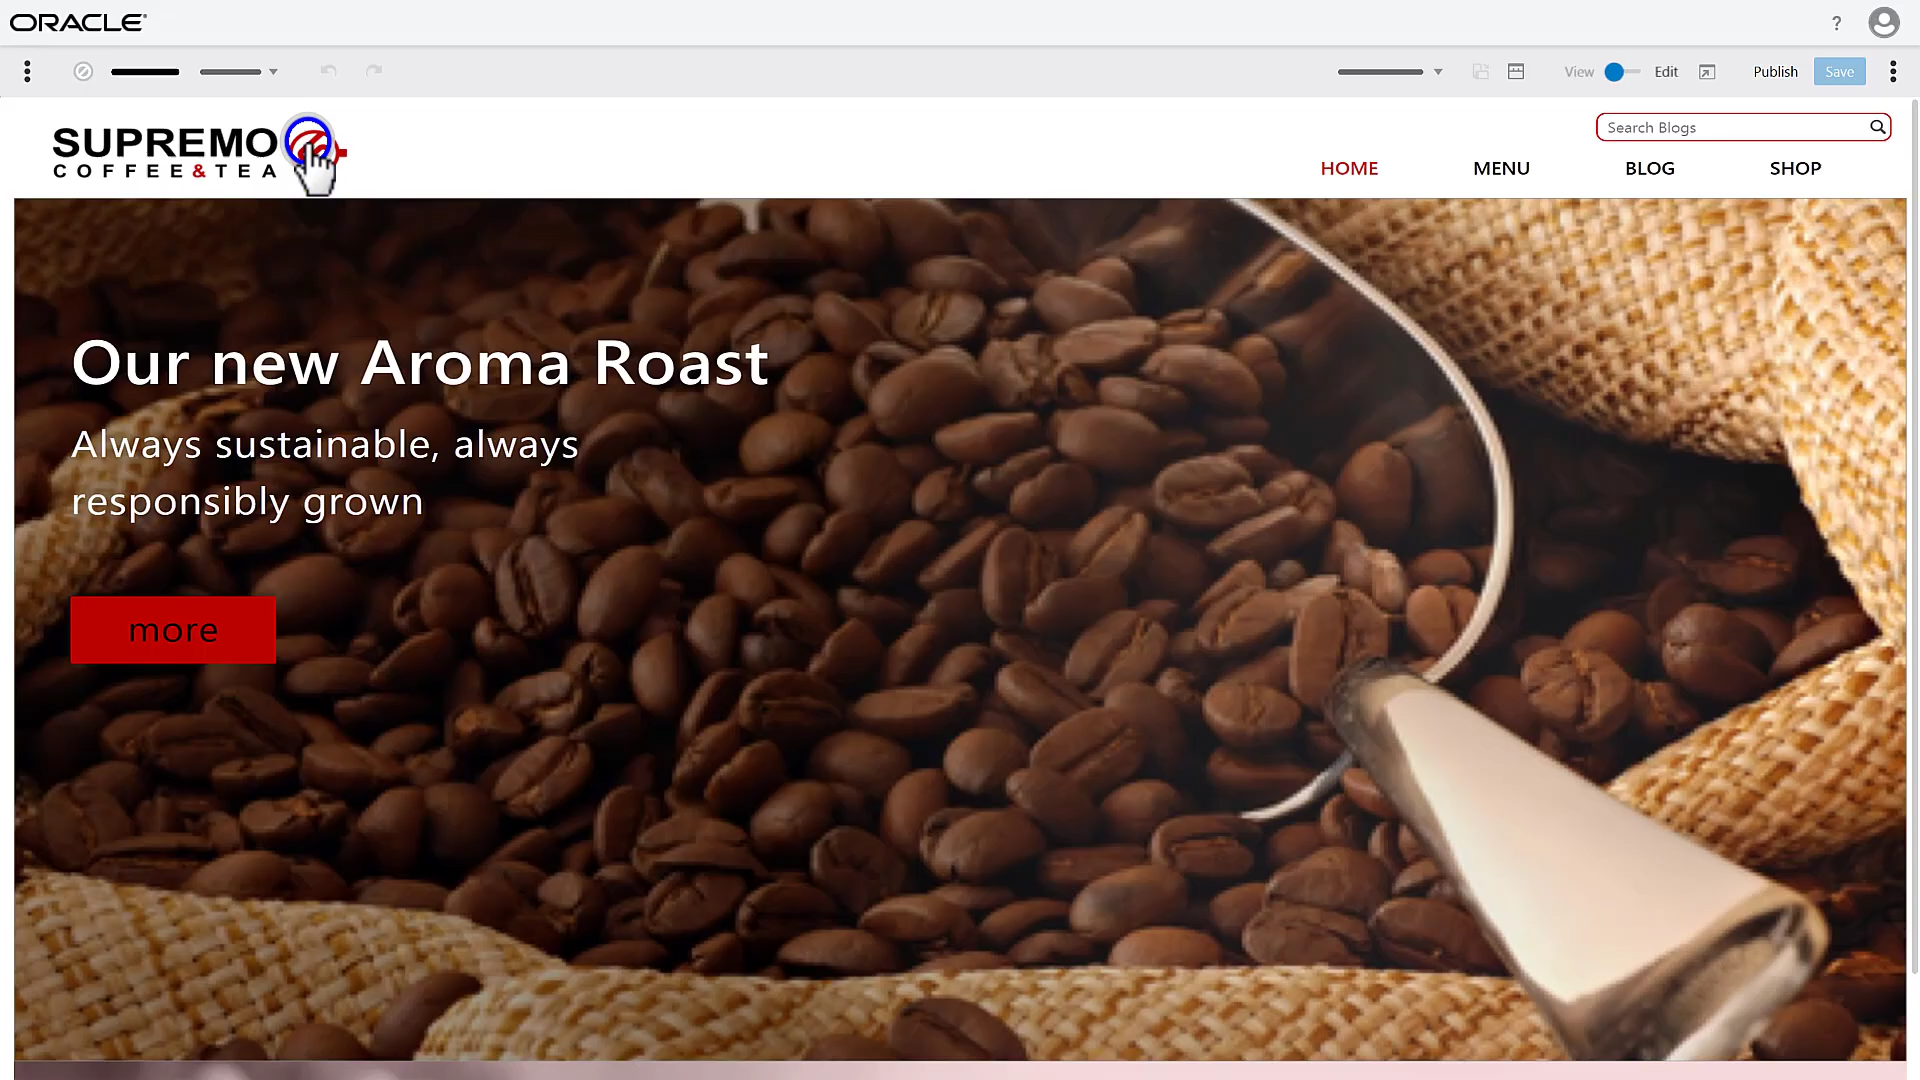 ORACLE
?
View Edit Publish Save
SUPREMO
COFFEE&TEA
Search Blogs
HOME MENU BLOG SHOP
Our new Aroma Roast
Always sustainable, always
responsibly grown
more